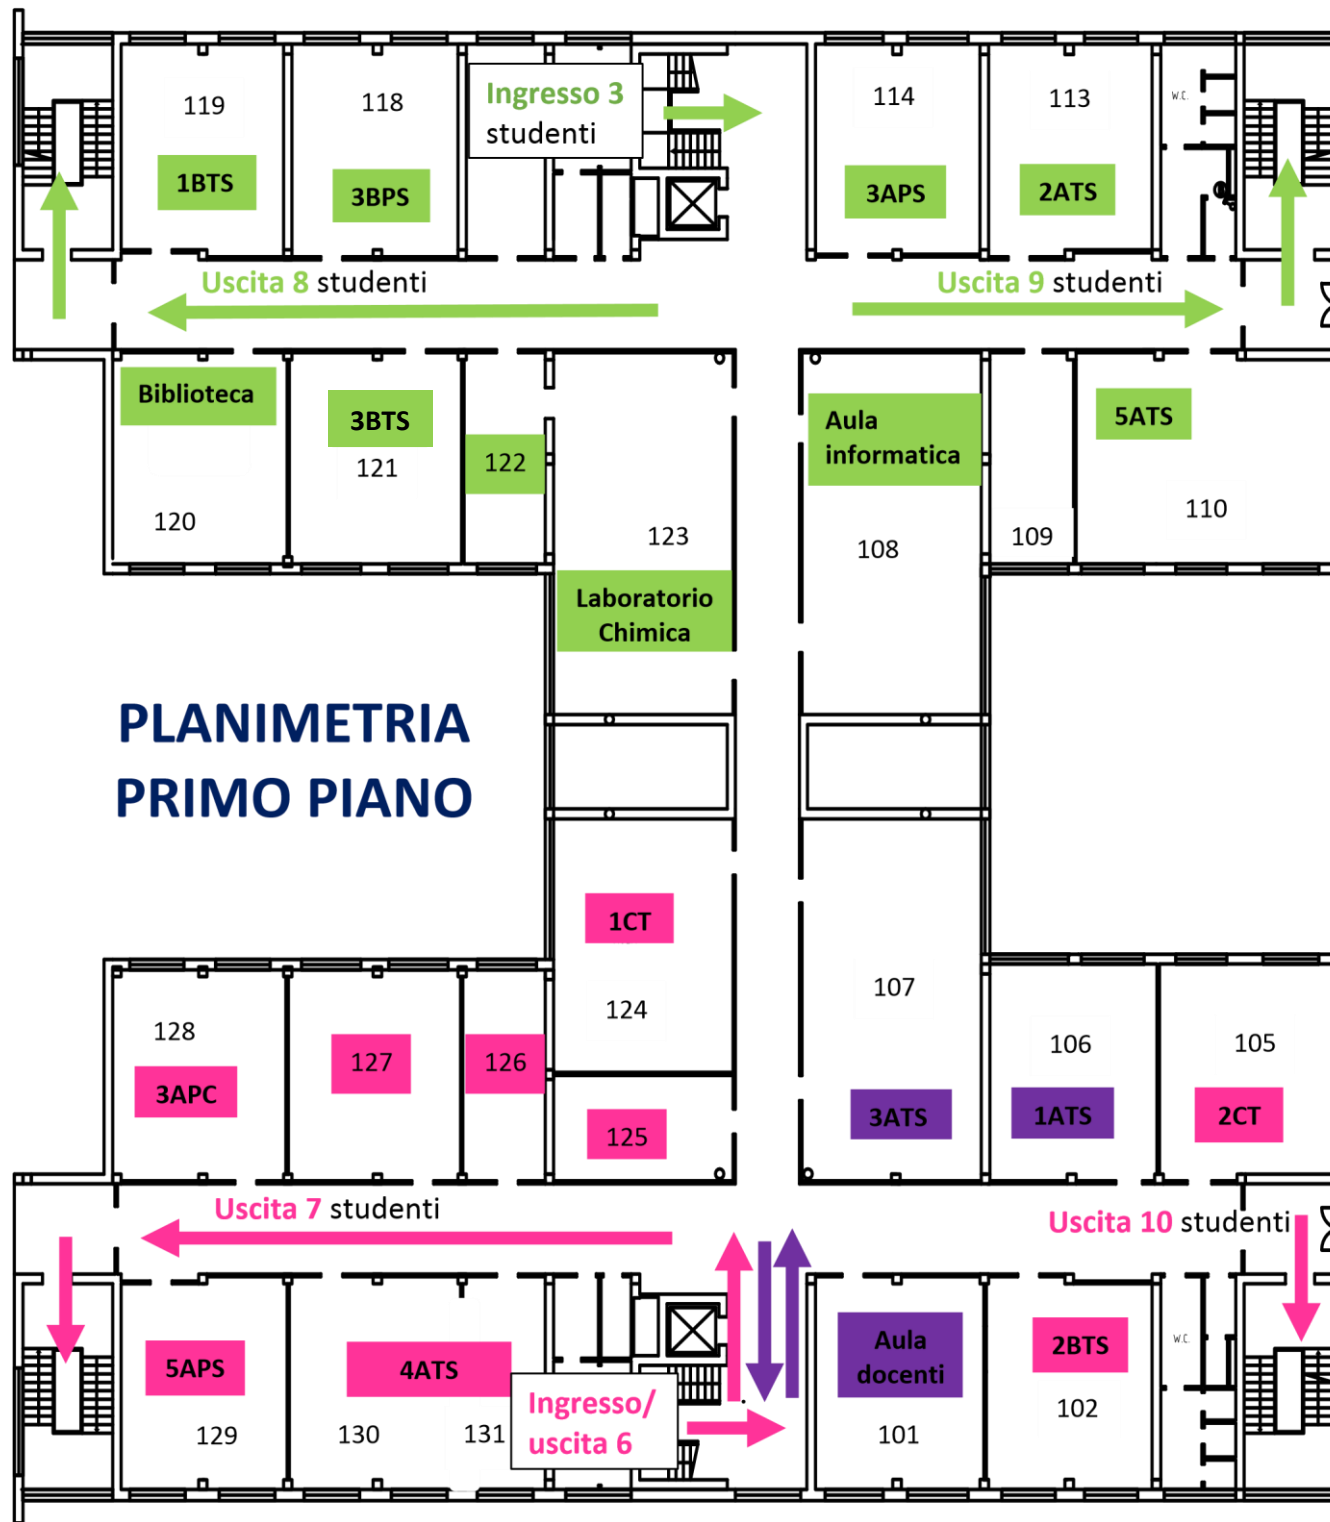 119
118
Ingresso 3
studenti
114
113
W.C.
1BTS
3BPS
3APS
2ATS
Uscita 8 studenti
Uscita 9 studenti
Biblioteca
3BTS
121
122
120
123
Laboratorio
Chimica
Aula
informatica
108
109
5ATS
110
PLANIMETRIA
PRIMO PIANO
1CT
124
107
128
3APC
127
126
125
3ATS
106
1ATS
105
2CT
Uscita 7 studenti
Uscita 10 studenti
5APS
129
4ATS
130
131
Ingresso/
uscita 6
Aula
docenti
101
2BTS
102
W.C.